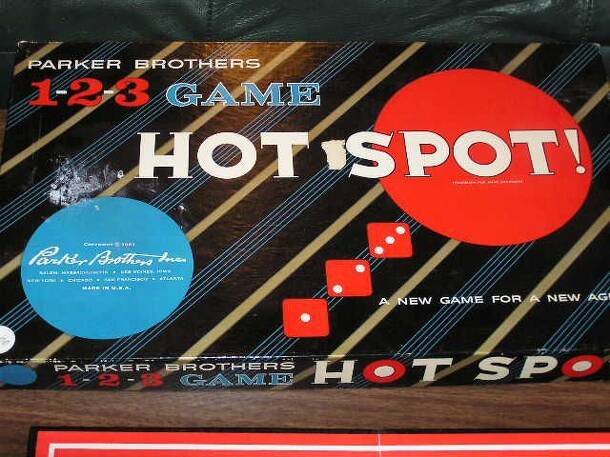 PARKER BROTHERS
1-2-3 GAME
HOT SPOT!
Parker Brothers Inc.
SALEM, MASSACHUSETTS • DES MOINES, IOWA
NEW YORK • CHICAGO • SAN FRANCISCO • ATLANTA
MADE IN U.S.A.
A NEW GAME FOR A NEW AG
PARKER BROTHERS
1-2-3 GAME HOT SPO